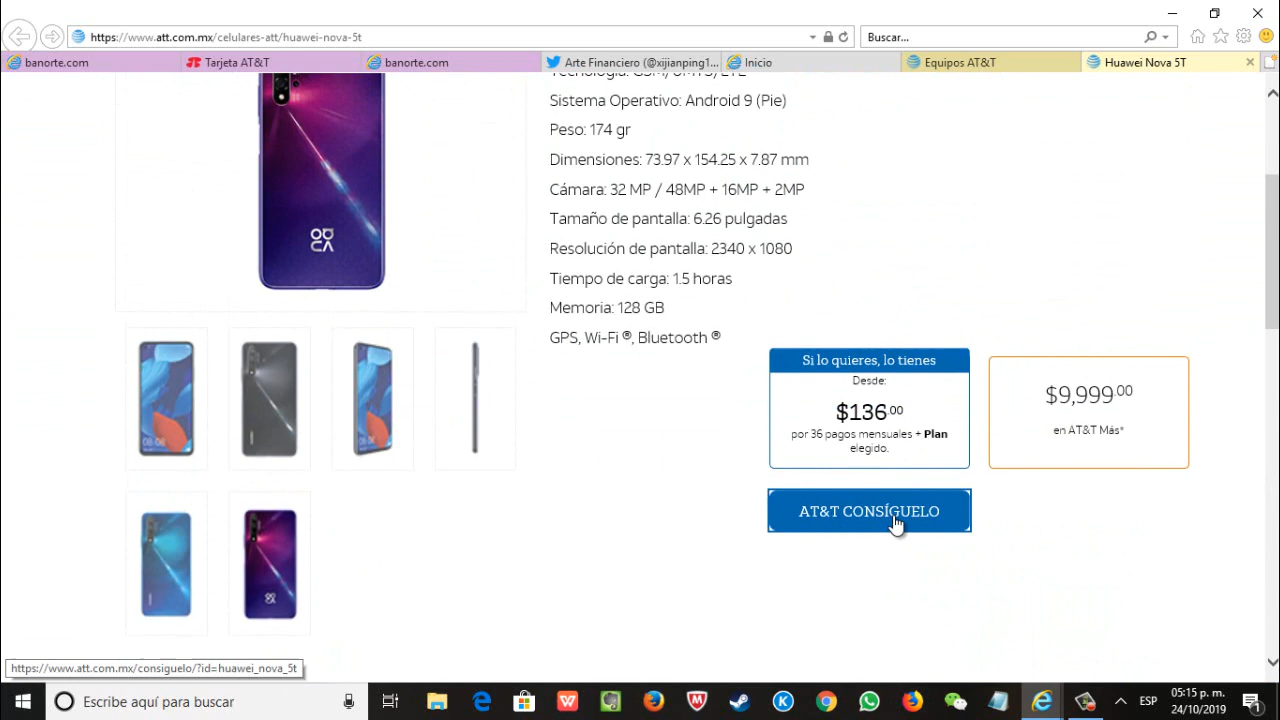 https://www.att.com.mx/celulares-att/huawei-nova-5t
Buscar...
banorte.com
Tarjeta AT&T
banorte.com
Arte Financiero (@xijianping1...
Inicio
Equipos AT&T
Huawei Nova 5T
Tecnología: GSM/UMTS/LTE
Sistema Operativo: Android 9 (Pie)
Peso: 174 gr
Dimensiones: 73.97 x 154.25 x 7.87 mm
Cámara: 32 MP / 48MP + 16MP + 2MP
Tamaño de pantalla: 6.26 pulgadas
Resolución de pantalla: 2340 x 1080
Tiempo de carga: 1.5 horas
Memoria: 128 GB
GPS, Wi-Fi ®, Bluetooth ®
Si lo quieres, lo tienes
Desde:
$136.00
por 36 pagos mensuales + Plan
elegido.
$9,999.00
en AT&T Más*
AT&T CONSÍGUELO
https://www.att.com.mx/consiguelo/?id=huawei_nova_5t
Escribe aquí para buscar
ESP
05:15 p. m.
24/10/2019